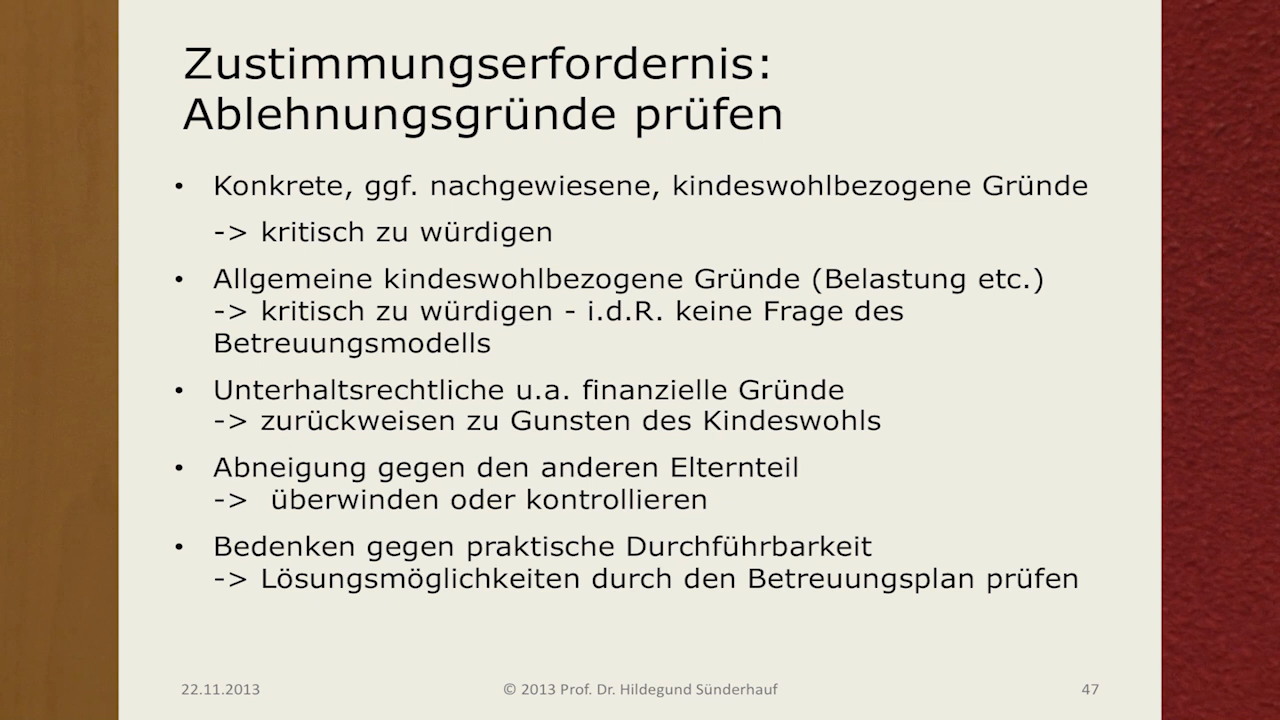 Zustimmungserfordernis:
Ablehnungsgründe prüfen
• Konkrete, ggf. nachgewiesene, kindeswohlbezogene Gründe
-> kritisch zu würdigen
• Allgemeine kindeswohlbezogene Gründe (Belastung etc.)
-> kritisch zu würdigen - i.d.R. keine Frage des
Betreuungsmodells
• Unterhaltsrechtliche u.a. finanzielle Gründe
-> zurückweisen zu Gunsten des Kindeswohls
• Abneigung gegen den anderen Elternteil
-> überwinden oder kontrollieren
• Bedenken gegen praktische Durchführbarkeit
-> Lösungsmöglichkeiten durch den Betreuungsplan prüfen
22.11.2013 © 2013 Prof. Dr. Hildegund Sünderhauf 47